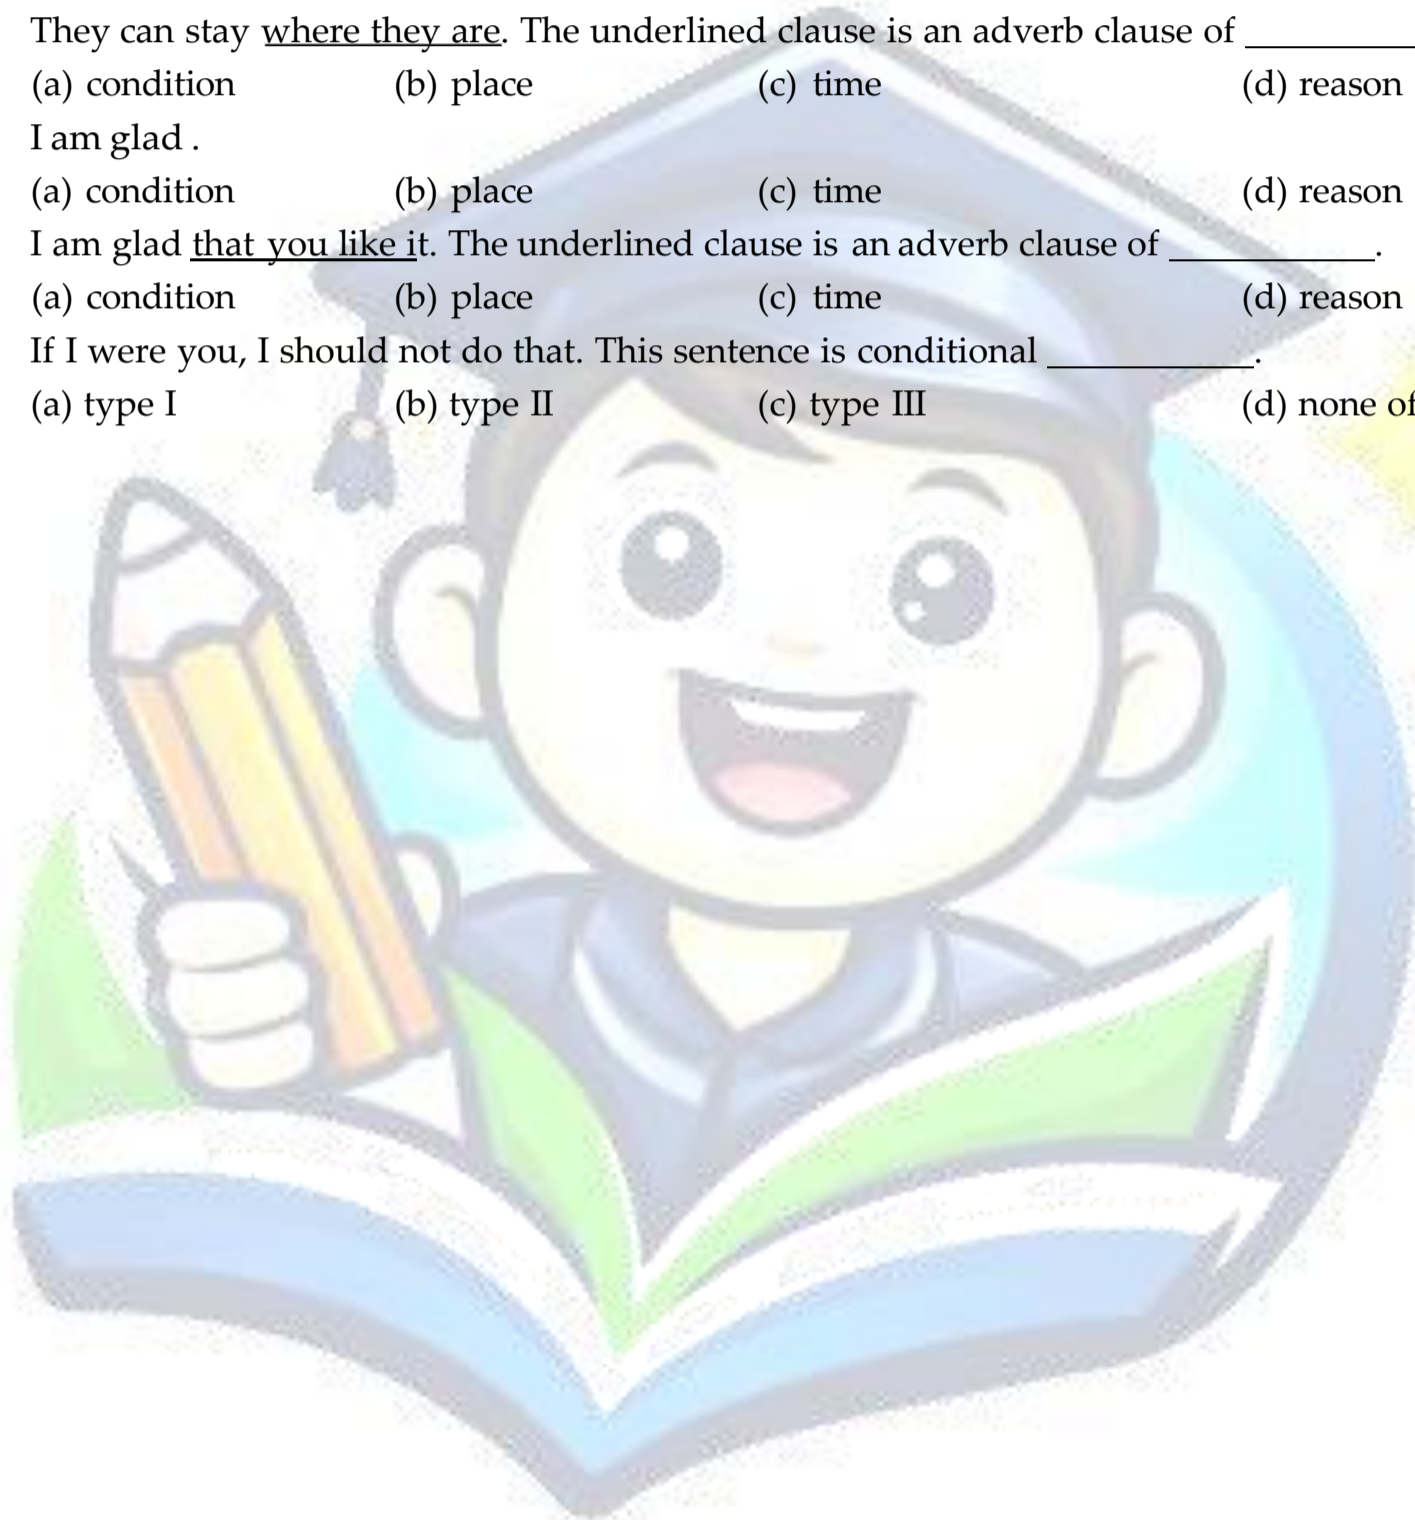 They can stay where they are. The underlined clause is an adverb clause of __________
(a) condition (b) place (c) time (d) reason
I am glad .
(a) condition (b) place (c) time (d) reason
I am glad that you like it. The underlined clause is an adverb clause of ____________.
(a) condition (b) place (c) time (d) reason
If I were you, I should not do that. This sentence is conditional ____________.
(a) type I (b) type II (c) type III (d) none of